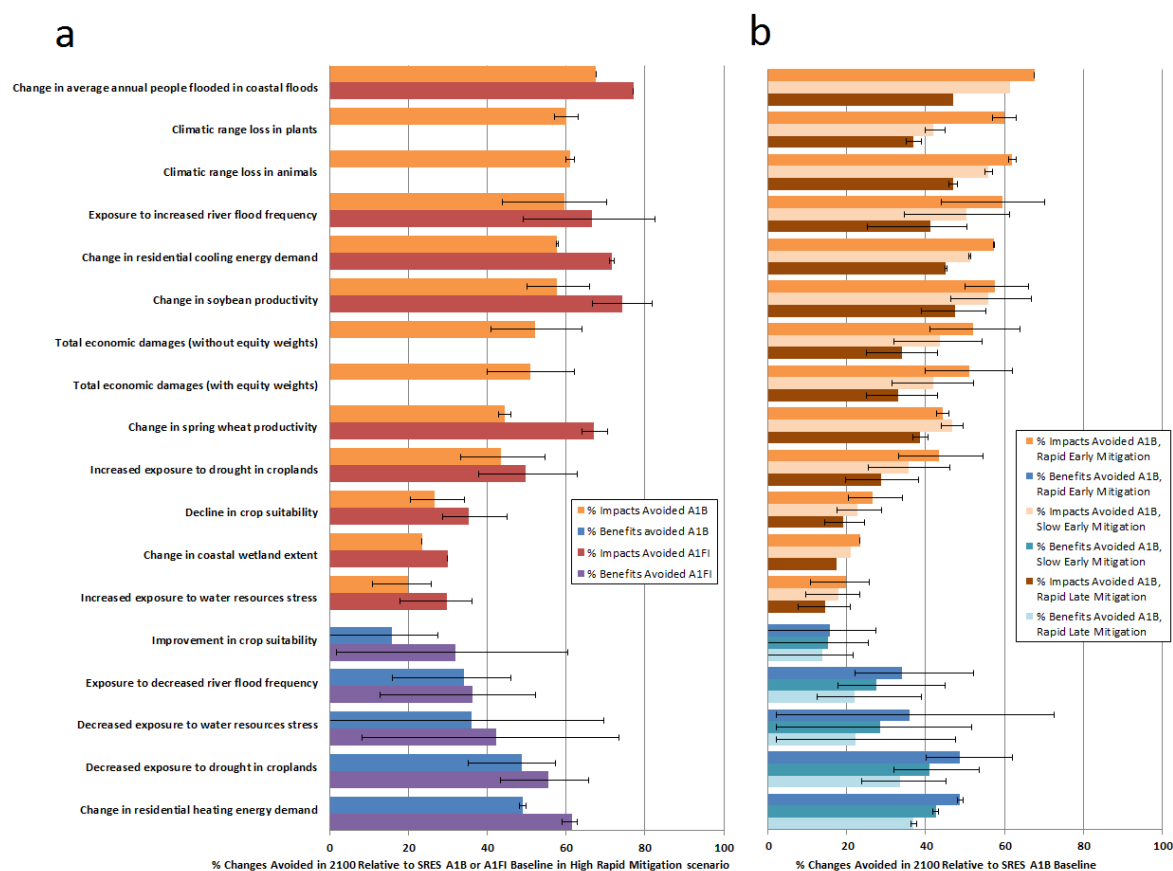 a
b
Change in average annual people flooded in coastal floods
Climatic range loss in plants
Climatic range loss in animals
Exposure to increased river flood frequency
Change in residential cooling energy demand
Change in soybean productivity
Total economic damages (without equity weights)
Total economic damages (with equity weights)
Change in spring wheat productivity
Increased exposure to drought in croplands
Decline in crop suitability
Change in coastal wetland extent
Increased exposure to water resources stress
Improvement in crop suitability
Exposure to decreased river flood frequency
Decreased exposure to water resources stress
Decreased exposure to drought in croplands
Change in residential heating energy demand
% Impacts Avoided A1B
% Benefits avoided A1B
% Impacts Avoided A1FI
% Benefits Avoided A1FI
0 20 40 60 80 100
% Changes Avoided in 2100 Relative to SRES A1B or A1FI Baseline in High Rapid Mitigation scenario
% Impacts Avoided A1B,
Rapid Early Mitigation
% Benefits Avoided A1B,
Rapid Early Mitigation
% Impacts Avoided A1B,
Slow Early Mitigation
% Benefits Avoided A1B,
Slow Early Mitigation
% Impacts Avoided A1B,
Rapid Late Mitigation
% Benefits Avoided A1B,
Rapid Late Mitigation
0 20 40 60 80 100
% Changes Avoided in 2100 Relative to SRES A1B Baseline